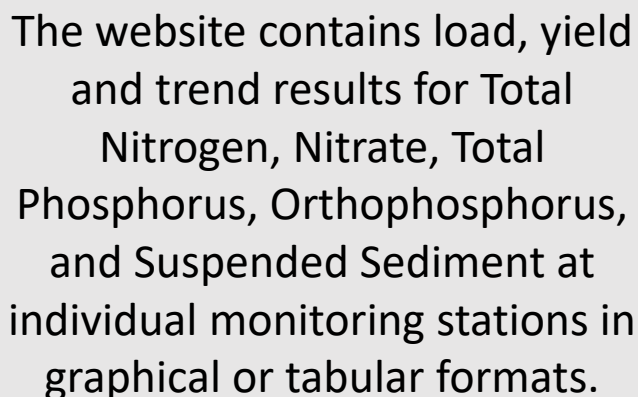 The website contains load, yield
and trend results for Total
Nitrogen, Nitrate, Total
Phosphorus, Orthophosphorus,
and Suspended Sediment at
individual monitoring stations in
graphical or tabular formats.